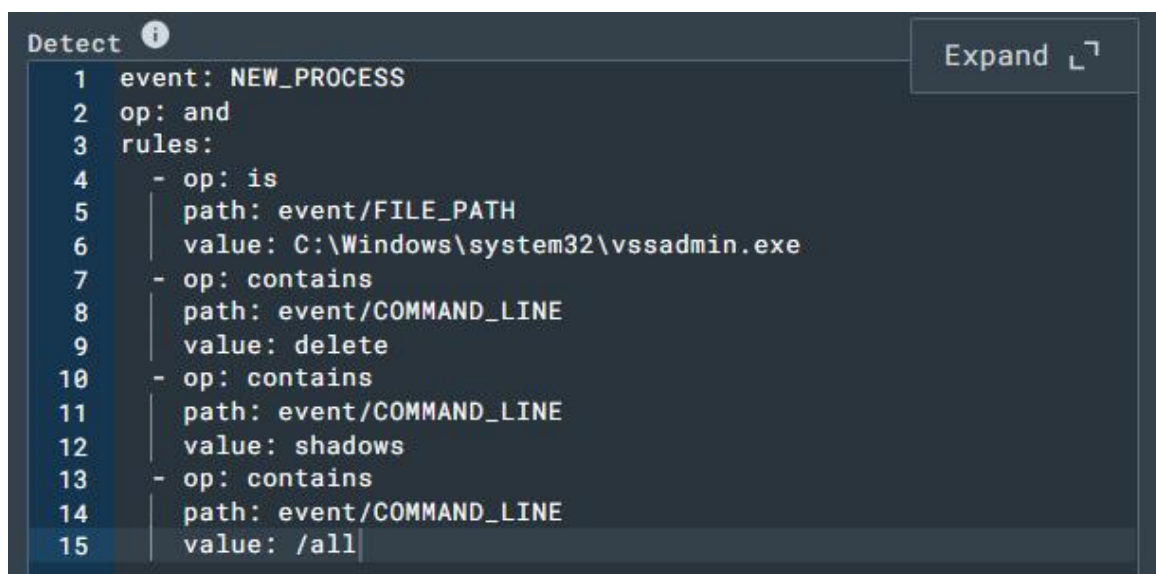 Detect
Expand
1 event: NEW_PROCESS
2 op: and
3 rules:
4 - op: is
5 path: event/FILE_PATH
6 value: C:\Windows\system32\vssadmin.exe
7 - op: contains
8 path: event/COMMAND_LINE
9 value: delete
10 - op: contains
11 path: event/COMMAND_LINE
12 value: shadows
13 - op: contains
14 path: event/COMMAND_LINE
15 value: /all